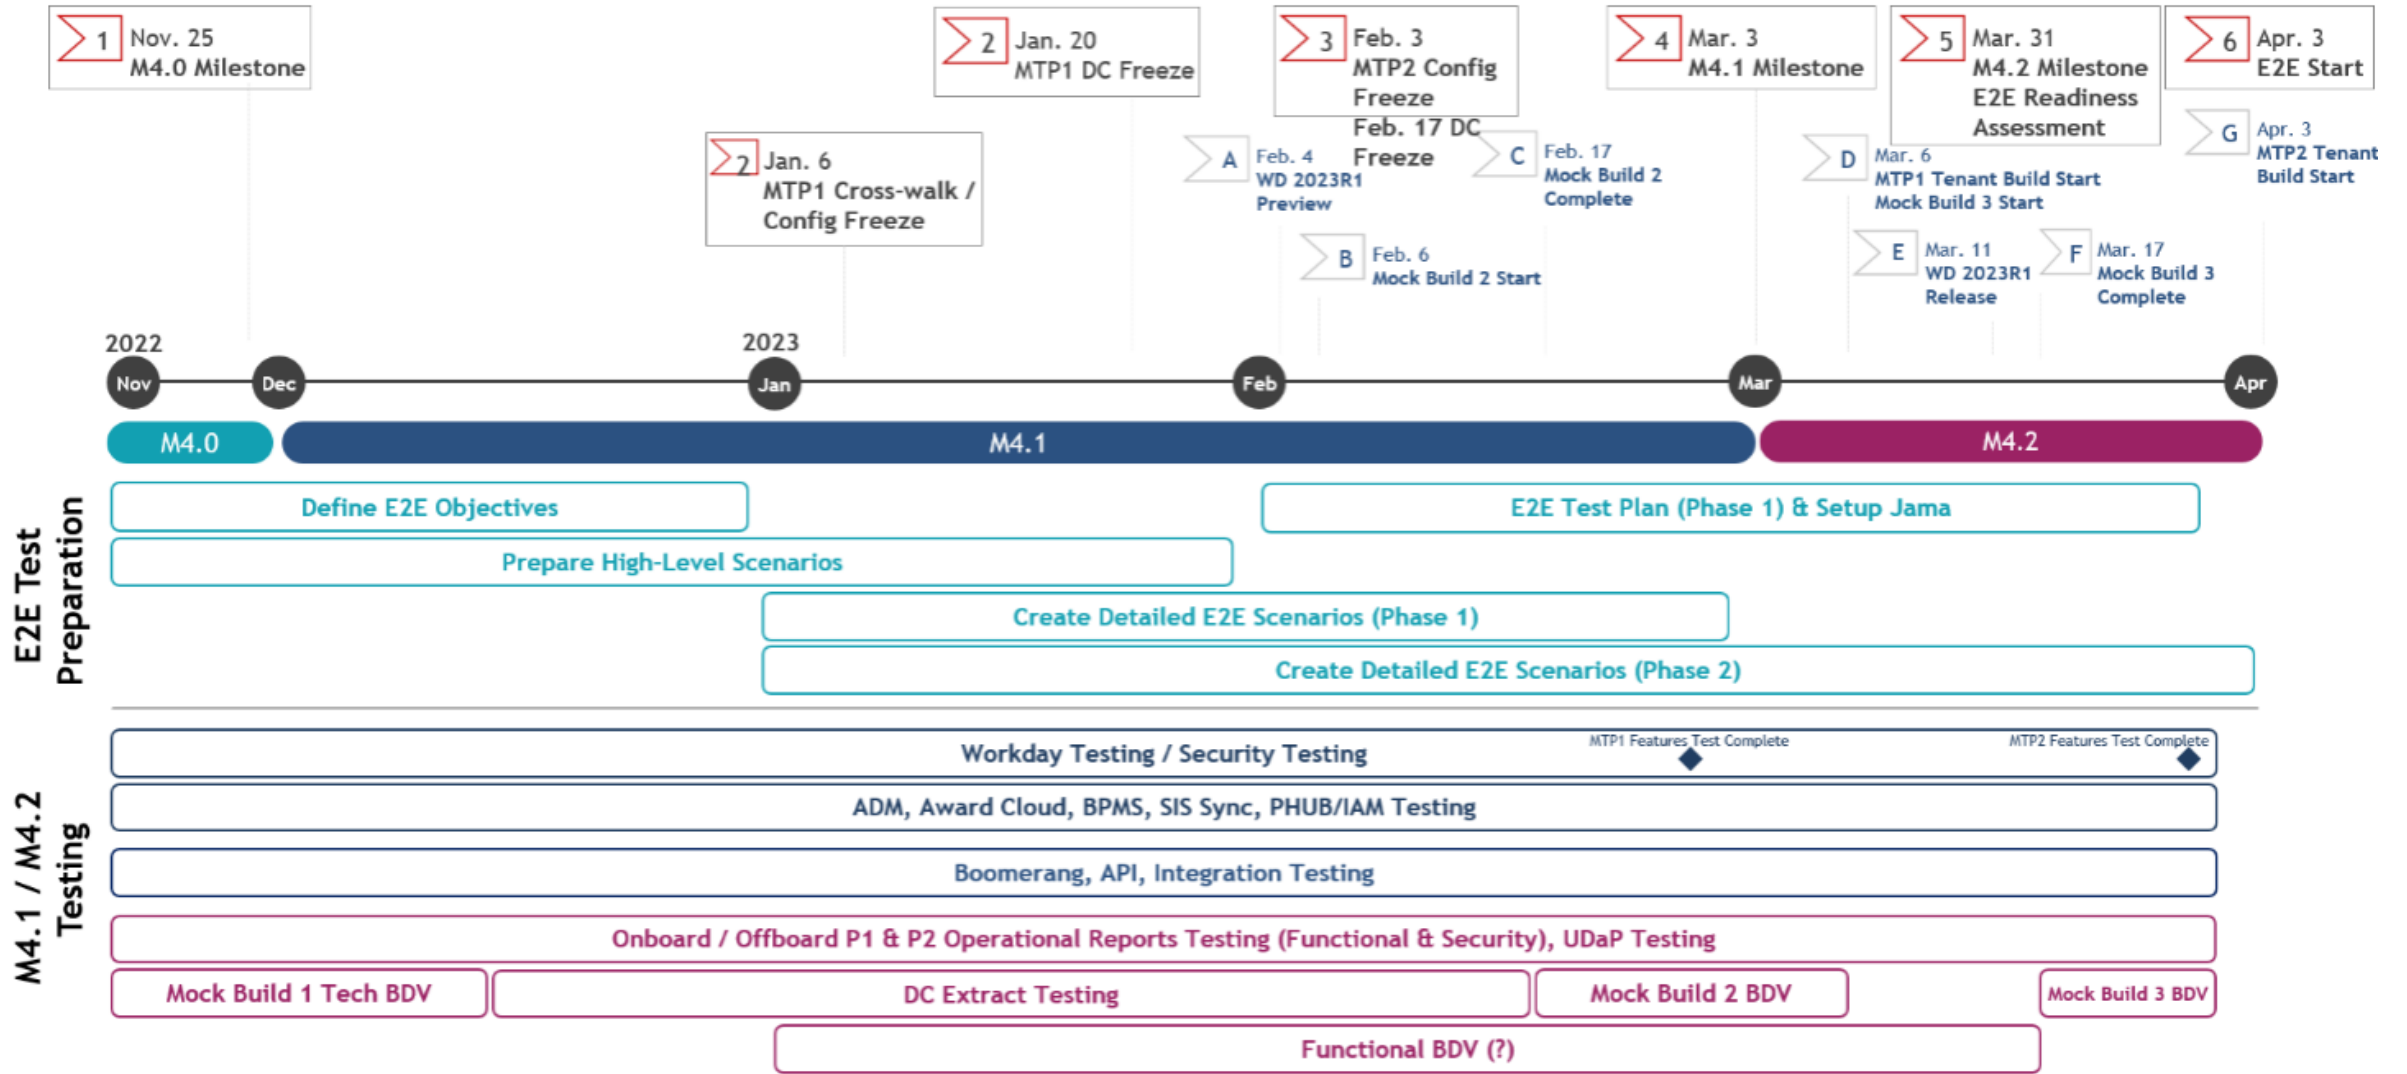 1
Nov. 25
M4.0 Milestone
2
Jan. 20
MTP1 DC Freeze
3
Feb. 3
MTP2 Config
Freeze
Feb. 17 DC
Freeze
4
Mar. 3
M4.1 Milestone
5
Mar. 31
M4.2 Milestone
E2E Readiness
Assessment
6
Apr. 3
E2E Start
2
Jan. 6
MTP1 Cross-walk /
Config Freeze
A
Feb. 4
WD 2023R1
Preview
C
Feb. 17
Mock Build 2
Complete
D
Mar. 6
MTP1 Tenant Build Start
Mock Build 3 Start
G
Apr. 3
MTP2 Tenant
Build Start
B
Feb. 6
Mock Build 2 Start
E
Mar. 11
WD 2023R1
Release
F
Mar. 17
Mock Build 3
Complete
2022
2023
Nov
Dec
Jan
Feb
Mar
Apr
M4.0
M4.1
M4.2
E2E Test
Preparation
Define E2E Objectives
E2E Test Plan (Phase 1) & Setup Jama
Prepare High-Level Scenarios
Create Detailed E2E Scenarios (Phase 1)
Create Detailed E2E Scenarios (Phase 2)
M4.1 / M4.2
Testing
Workday Testing / Security Testing
MTP1 Features Test Complete
MTP2 Features Test Complete
ADM, Award Cloud, BPMS, SIS Sync, PHUB/IAM Testing
Boomerang, API, Integration Testing
Onboard / Offboard P1 & P2 Operational Reports Testing (Functional & Security), UDaP Testing
Mock Build 1 Tech BDV
DC Extract Testing
Mock Build 2 BDV
Mock Build 3 BDV
Functional BDV (?)